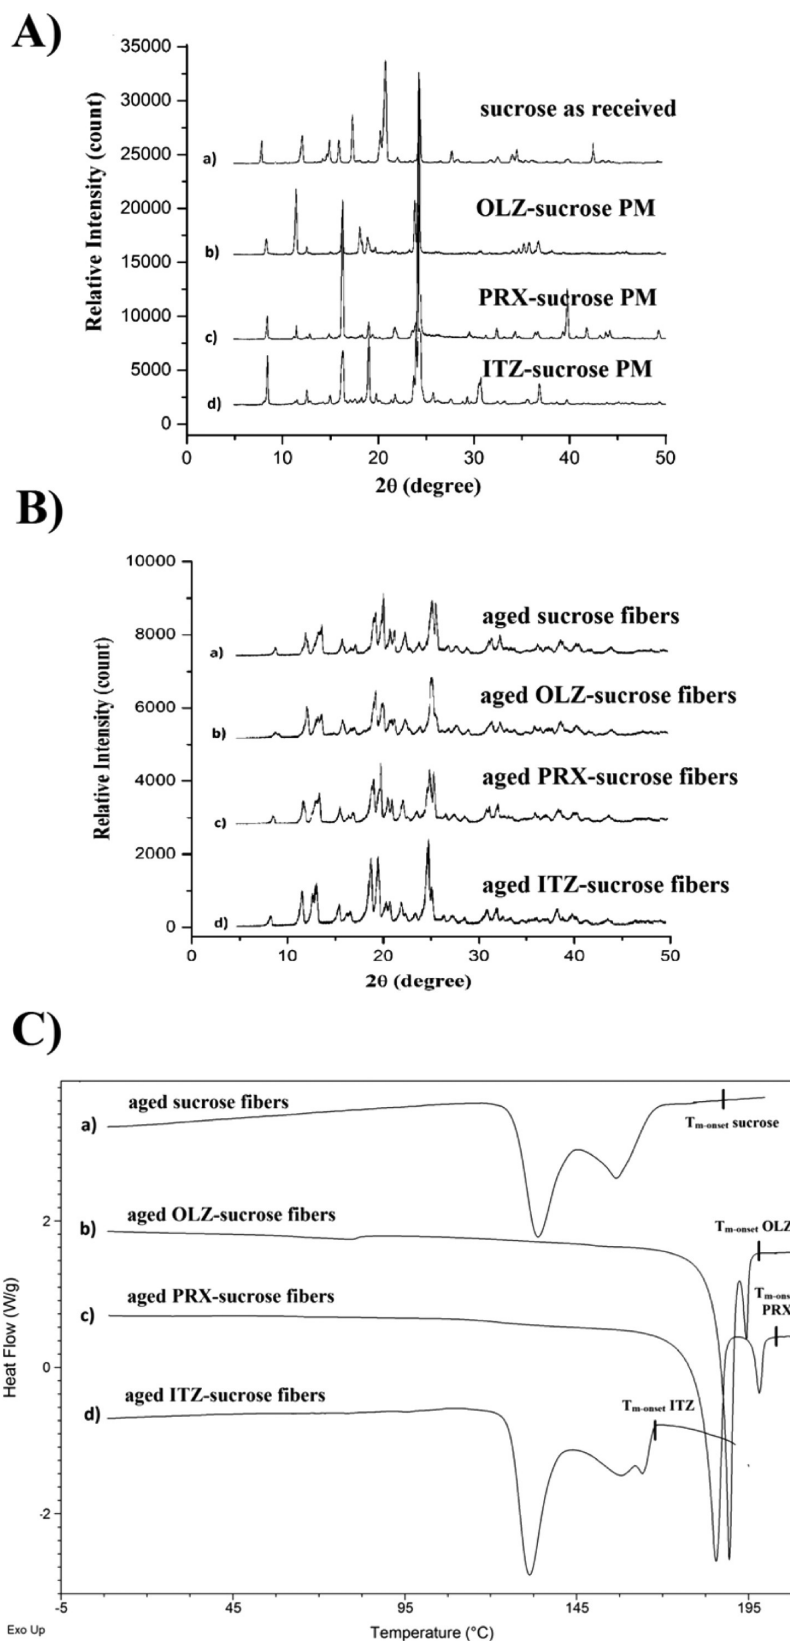 A)
35000
30000
25000
20000
15000
10000
5000
0
Relative Intensity (count)
a)
sucrose as received
b)
OLZ-sucrose PM
c)
PRX-sucrose PM
d)
ITZ-sucrose PM
0 10 20 30 40 50
2θ (degree)
B)
10000
8000
6000
4000
2000
0
Relative Intensity (count)
a)
aged sucrose fibers
b)
aged OLZ-sucrose fibers
c)
aged PRX-sucrose fibers
d)
aged ITZ-sucrose fibers
0 10 20 30 40 50
2θ (degree)
C)
a)
aged sucrose fibers
Tm-onset sucrose
b)
aged OLZ-sucrose fibers
Tm-onset OLZ
c)
aged PRX-sucrose fibers
Tm-ons
PRX
d)
aged ITZ-sucrose fibers
Tm-onset ITZ
2
0
-2
Heat Flow (W/g)
-5 45 95 145 195
Exo Up
Temperature (°C)